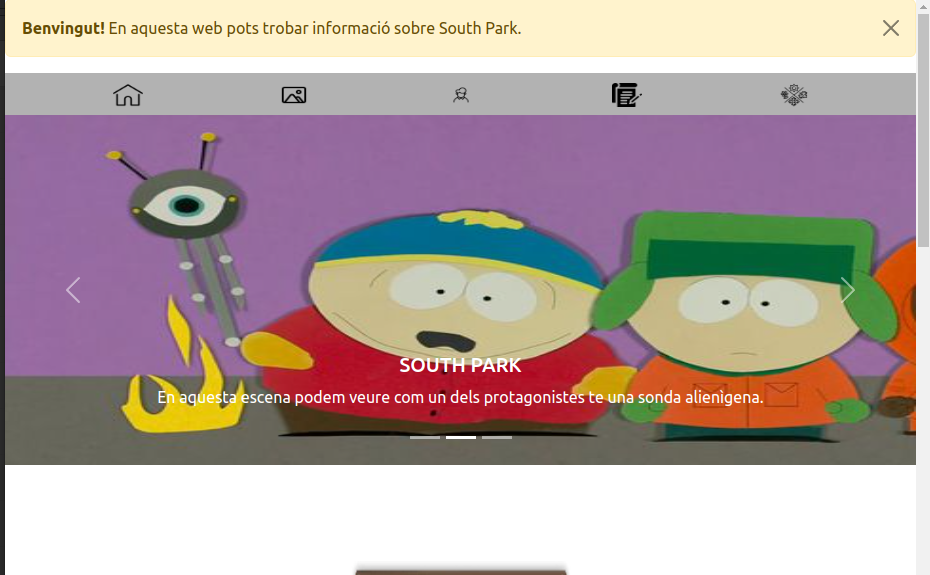 Benvingut! En aquesta web pots trobar informació sobre South Park.
SOUTH PARK
En aquesta escena podem veure com un dels protagonistes te una sonda alienìgena.